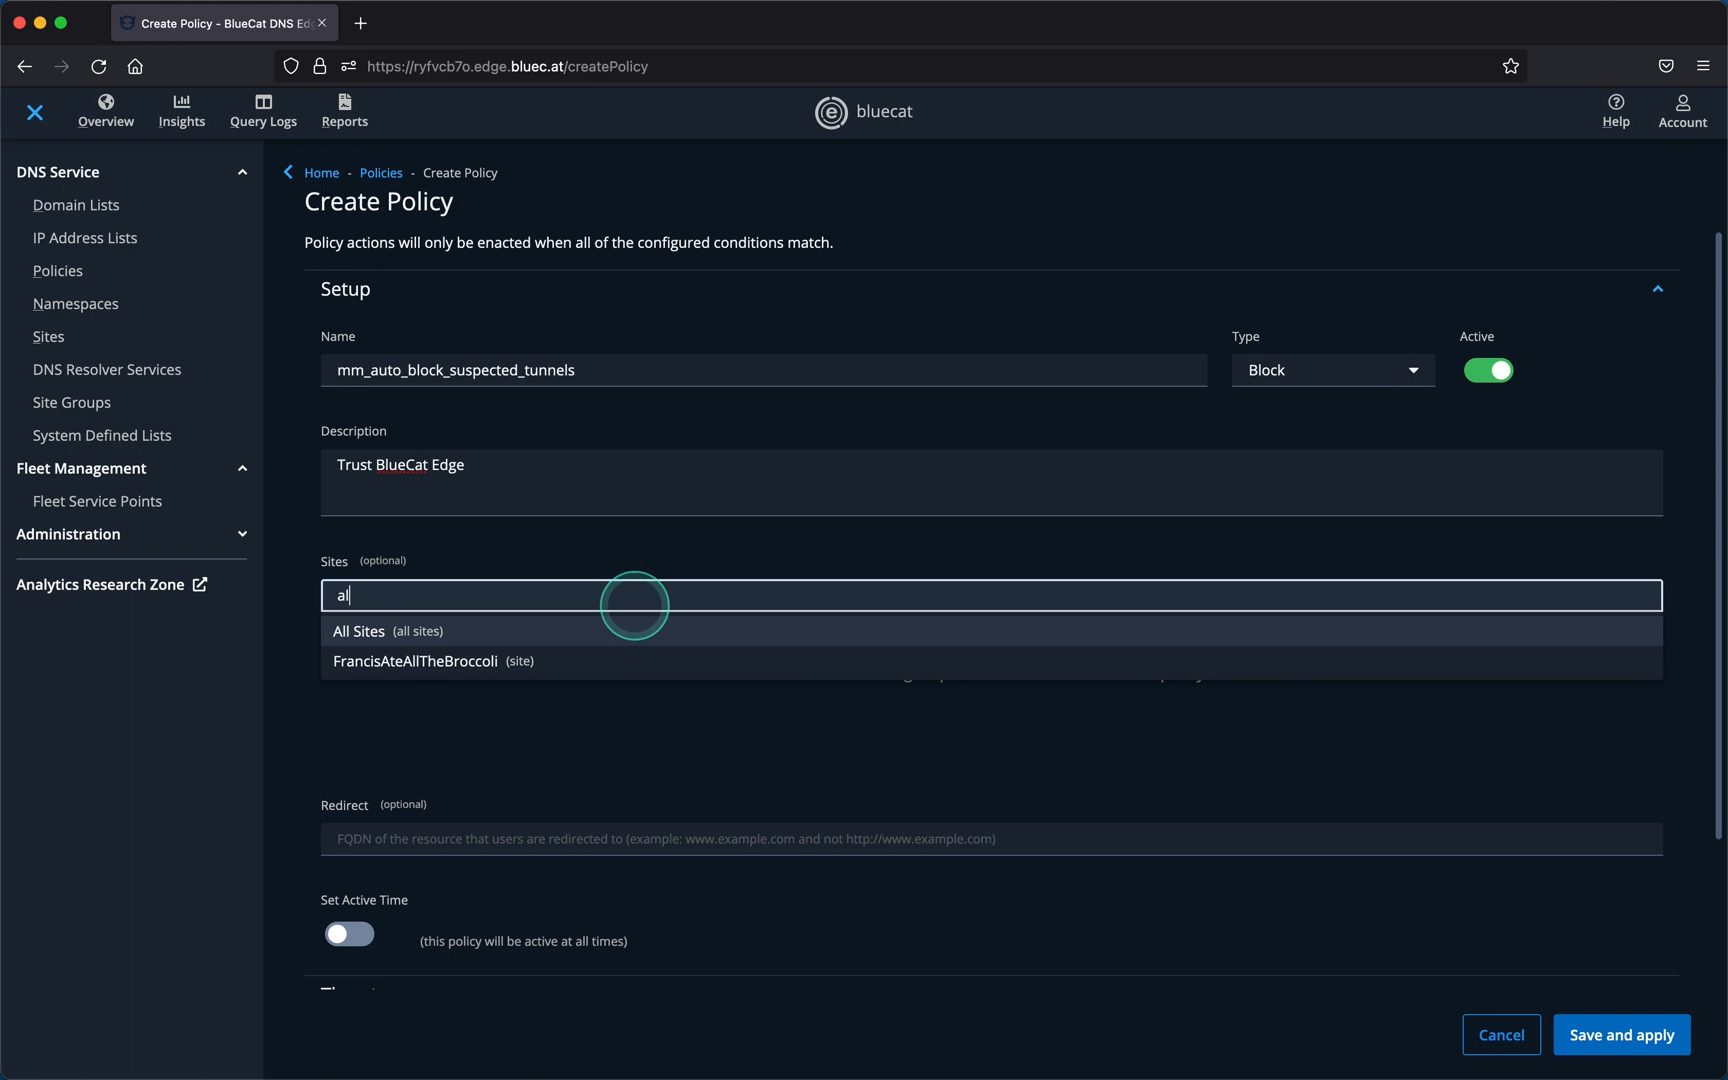 Create Policy - BlueCat DNS Ed
https://ryfvcb7o.edge.bluec.at/createPolicy
Overview
Insights
Query Logs
Reports
bluecat
Help
Account
DNS Service
Domain Lists
IP Address Lists
Policies
Namespaces
Sites
DNS Resolver Services
Site Groups
System Defined Lists
Fleet Management
Fleet Service Points
Administration
Analytics Research Zone
Home - Policies - Create Policy
Create Policy
Policy actions will only be enacted when all of the configured conditions match.
Setup
Name
Type
Active
mm_auto_block_suspected_tunnels
Block
Description
Trust BlueCat Edge
Sites (optional)
al
All Sites (all sites)
FrancisAteAllTheBroccoli (site)
Redirect (optional)
FQDN of the resource that users are redirected to (example: www.example.com and not http://www.example.com)
Set Active Time
(this policy will be active at all times)
Cancel
Save and apply